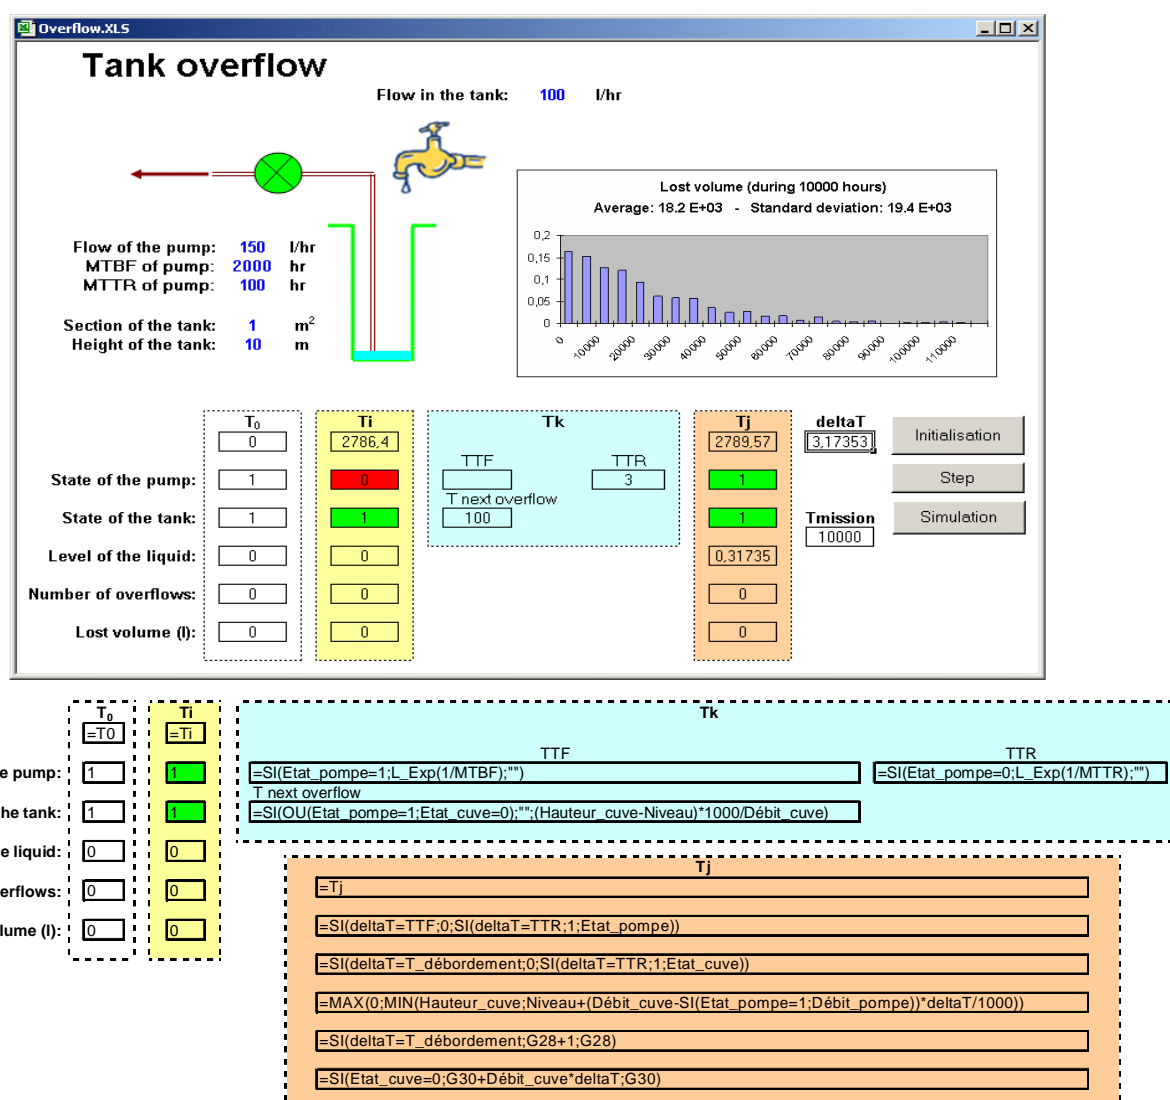 Overflow.XLS
Tank overflow
Flow in the tank: 100 l/hr
Lost volume (during 10000 hours)
Average: 18.2 E+03 - Standard deviation: 19.4 E+03
0,2
0,15
0,1
0,05
0
0 10000 20000 30000 40000 50000 60000 70000 80000 90000 100000 110000
Flow of the pump: 150 l/hr
MTBF of pump: 2000 hr
MTTR of pump: 100 hr
Section of the tank: 1 m²
Height of the tank: 10 m
T₀ Ti Tk Tj deltaT
0 2786,4 2789,57 3,17353 Initialisation
TTF TTR
State of the pump: 1 0 3 1 Step
T next overflow
State of the tank: 1 1 100 1 Tmission Simulation
10000
Level of the liquid: 0 0 0,31735
Number of overflows: 0 0 0
Lost volume (l): 0 0 0
T₀ Ti Tk
=T0 =Ti
TTF TTR
e pump: 1 1 =SI(Etat_pompe=1;L_Exp(1/MTBF);"") =SI(Etat_pompe=0;L_Exp(1/MTTR);"")
T next overflow
he tank: 1 1 =SI(OU(Etat_pompe=1;Etat_cuve=0);"";(Hauteur_cuve-Niveau)*1000/Débit_cuve)
e liquid: 0 0
Tj
=Tj
erflows: 0 0
=SI(deltaT=TTF;0;SI(deltaT=TTR;1;Etat_pompe))
lume (l): 0 0
=SI(deltaT=T_débordement;0;SI(deltaT=TTR;1;Etat_cuve))
=MAX(0;MIN(Hauteur_cuve;Niveau+(Débit_cuve-SI(Etat_pompe=1;Débit_pompe))*deltaT/1000))
=SI(deltaT=T_débordement;G28+1;G28)
=SI(Etat_cuve=0;G30+Débit_cuve*deltaT;G30)